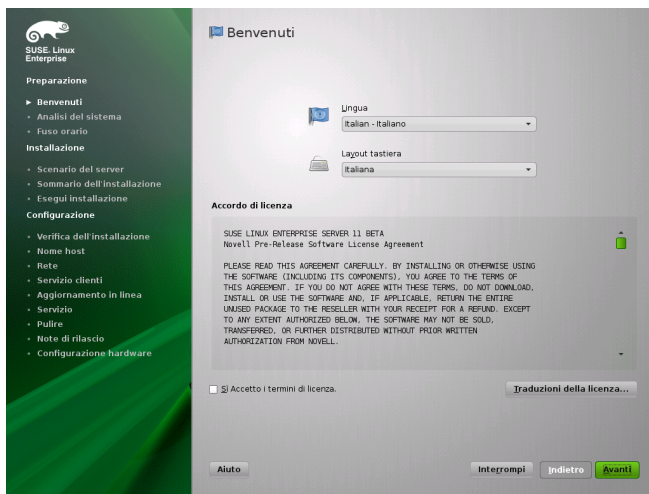 SUSE. Linux
Enterprise
Preparazione
Benvenuti
Analisi del sistema
Fuso orario
Installazione
Scenario del server
Sommario dell'installazione
Esegui installazione
Configurazione
Verifica dell'installazione
Nome host
Rete
Servizio clienti
Aggiornamento in linea
Servizio
Pulire
Note di rilascio
Configurazione hardware
Benvenuti
Lingua
Italian - Italiano
Layout tastiera
Italiana
Accordo di licenza
SUSE LINUX ENTERPRISE SERVER 11 BETA
Novell Pre-Release Software License Agreement
PLEASE READ THIS AGREEMENT CAREFULLY. BY INSTALLING OR OTHERWISE USING
THE SOFTWARE (INCLUDING ITS COMPONENTS), YOU AGREE TO THE TERMS OF
THIS AGREEMENT. IF YOU DO NOT AGREE WITH THESE TERMS, DO NOT DOWNLOAD,
INSTALL OR USE THE SOFTWARE AND, IF APPLICABLE, RETURN THE ENTIRE
UNUSED PACKAGE TO THE RESELLER WITH YOUR RECEIPT FOR A REFUND. EXCEPT
TO ANY EXTENT AUTHORIZED BELOW, THE SOFTWARE MAY NOT BE SOLD,
TRANSFERRED, OR FURTHER DISTRIBUTED WITHOUT PRIOR WRITTEN
AUTHORIZATION FROM NOVELL.
Sì Accetto i termini di licenza.
Traduzioni della licenza...
Aiuto
Interrompi
Indietro
Avanti